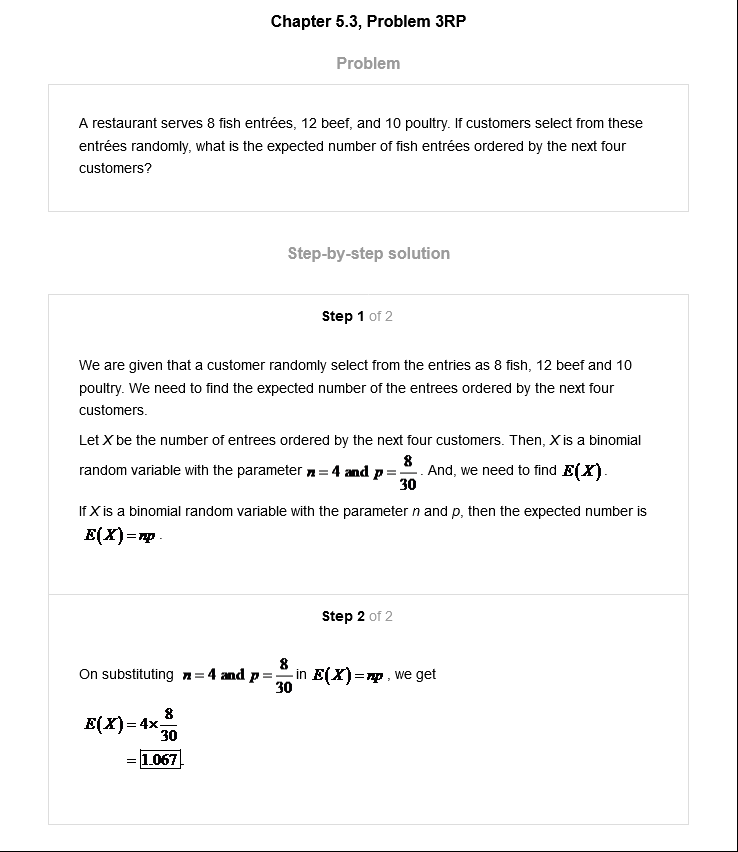 Chapter 5.3, Problem 3RP
Problem
A restaurant serves 8 fish entrées, 12 beef, and 10 poultry. If customers select from these
entrées randomly, what is the expected number of fish entrées ordered by the next four
customers?
Step-by-step solution
Step 1 of 2
We are given that a customer randomly select from the entries as 8 fish, 12 beef and 10
poultry. We need to find the expected number of the entrees ordered by the next four
customers.
Let X be the number of entrees ordered by the next four customers. Then, X is a binomial
random variable with the parameter n = 4 and p = 8/30. And, we need to find E(X).
If X is a binomial random variable with the parameter n and p, then the expected number is
E(X) = np.
Step 2 of 2
On substituting n = 4 and p = 8/30 in E(X) = np, we get
E(X) = 4 × 8/30
= 1.067.